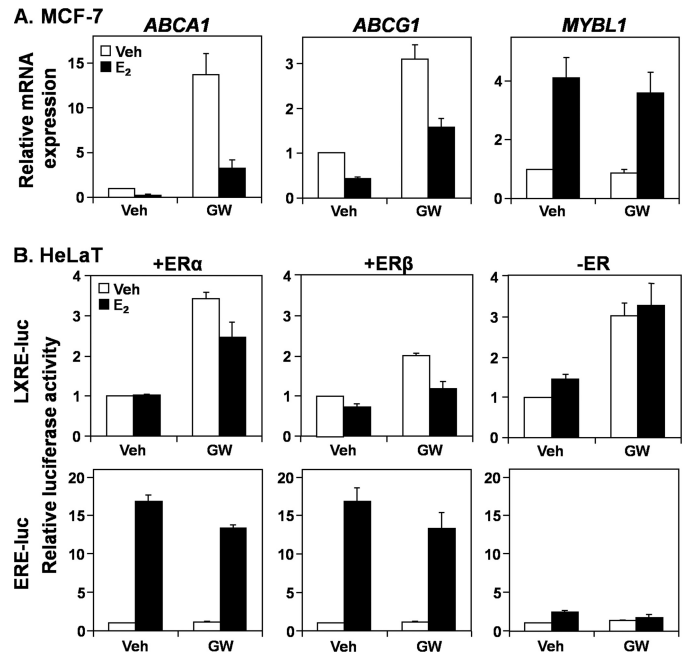 A. MCF-7
ABCA1 ABCG1 MYBL1
Relative mRNA
expression
Veh
E2
15
10
5
0
Veh GW
3
2
1
0
Veh GW
4
2
0
Veh GW
B. HeLaT
+ERα +ERβ -ER
Relative luciferase activity
LXRE-luc
Veh
E2
4
3
2
1
0
Veh GW
4
3
2
1
0
Veh GW
4
3
2
1
0
Veh GW
ERE-luc
20
15
10
5
0
Veh GW
20
15
10
5
0
Veh GW
20
15
10
5
0
Veh GW